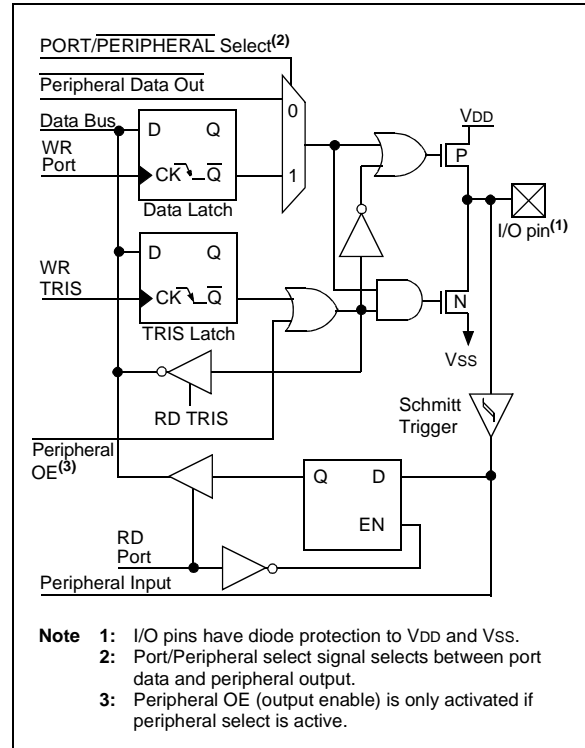 PORT/PERIPHERAL Select(2)
Peripheral Data Out
Data Bus
WR
Port
D Q
CK Q
Data Latch
0
1
VDD
P
I/O pin(1)
WR
TRIS
D Q
CK Q
TRIS Latch
N
VSS
RD TRIS
Schmitt
Trigger
Peripheral
OE(3)
Q D
EN
RD
Port
Peripheral Input
Note 1: I/O pins have diode protection to VDD and VSS.
2: Port/Peripheral select signal selects between port
data and peripheral output.
3: Peripheral OE (output enable) is only activated if
peripheral select is active.